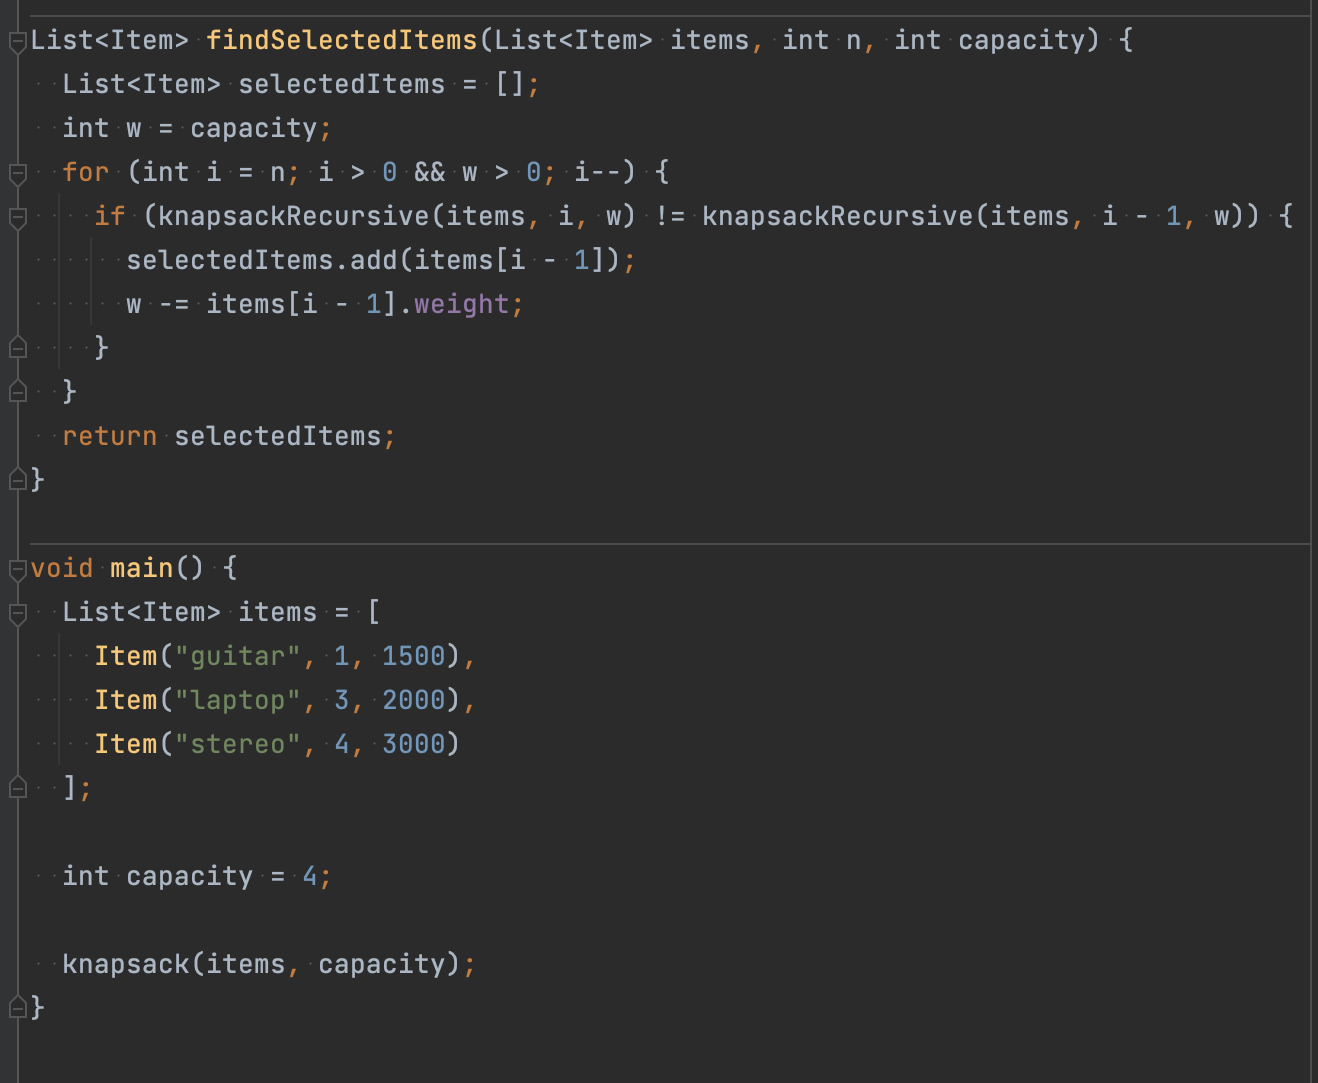 List<Item> findSelectedItems(List<Item> items, int n, int capacity) {
  List<Item> selectedItems = [];
  int w = capacity;
  for (int i = n; i > 0 && w > 0; i--) {
    if (knapsackRecursive(items, i, w) != knapsackRecursive(items, i - 1, w)) {
      selectedItems.add(items[i - 1]);
      w -= items[i - 1].weight;
    }
  }
  return selectedItems;
}
void main() {
  List<Item> items = [
    Item("guitar", 1, 1500),
    Item("laptop", 3, 2000),
    Item("stereo", 4, 3000)
  ];
  int capacity = 4;
  knapsack(items, capacity);
}